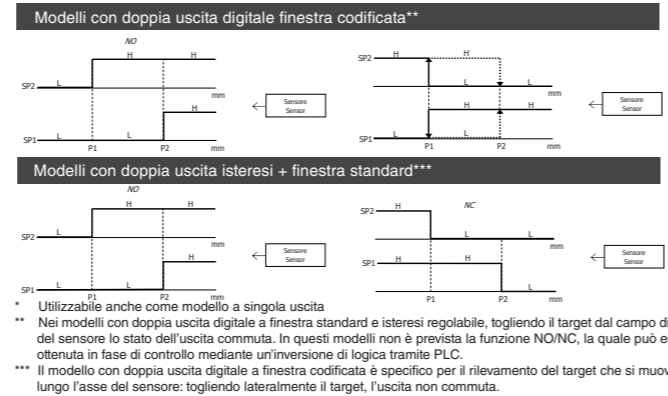 Modelli con doppia uscita digitale finestra codificata**
NO
H H
SP2 L
mm
H
SP1 L L
P1 P2 mm
Sensore
Sensor
SP2 H H
L L
mm
H H
SP1 L L
P1 P2 mm
Sensore
Sensor
Modelli con doppia uscita isteresi + finestra standard***
NO
H H
SP2 L
mm
H
SP1 L L
P1 P2 mm
Sensore
Sensor
NC
SP2 H
L L
mm
SP1 H H
L
P1 P2 mm
Sensore
Sensor
* Utilizzabile anche come modello a singola uscita
** Nei modelli con doppia uscita digitale a finestra standard e isteresi regolabile, togliendo il target dal campo di
del sensore lo stato dell'uscita commuta. In questi modelli non è prevista la funzione NO/NC, la quale può e
ottenuta in fase di controllo mediante un'inversione di logica tramite PLC.
*** Il modello con doppia uscita digitale a finestra codificata è specifico per il rilevamento del target che si muov
lungo l'asse del sensore: togliendo lateralmente il target, l'uscita non commuta.